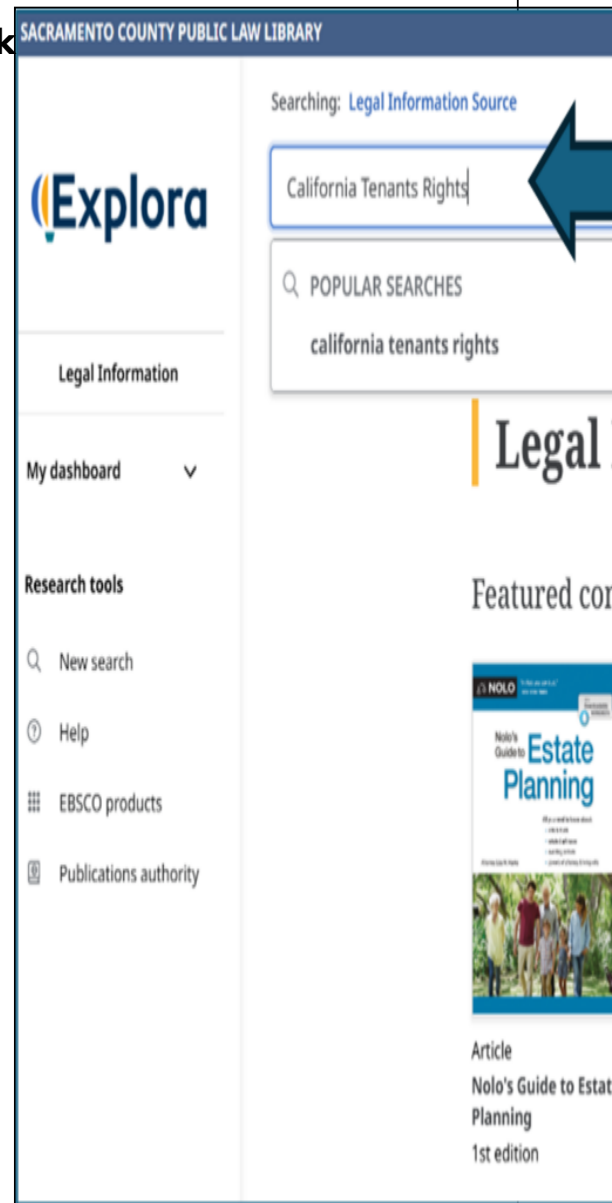 k
SACRAMENTO COUNTY PUBLIC LAW LIBRARY
Searching: Legal Information Source
California Tenants Rights
Explora
POPULAR SEARCHES
california tenants rights
Legal Information
My dashboard
Legal
Research tools
Featured
New search
Help
EBSCO products
Publications authority
NOLO
Nolo's
Guide to Estate
Planning
Article
Nolo's Guide to Estat
Planning
1st edition